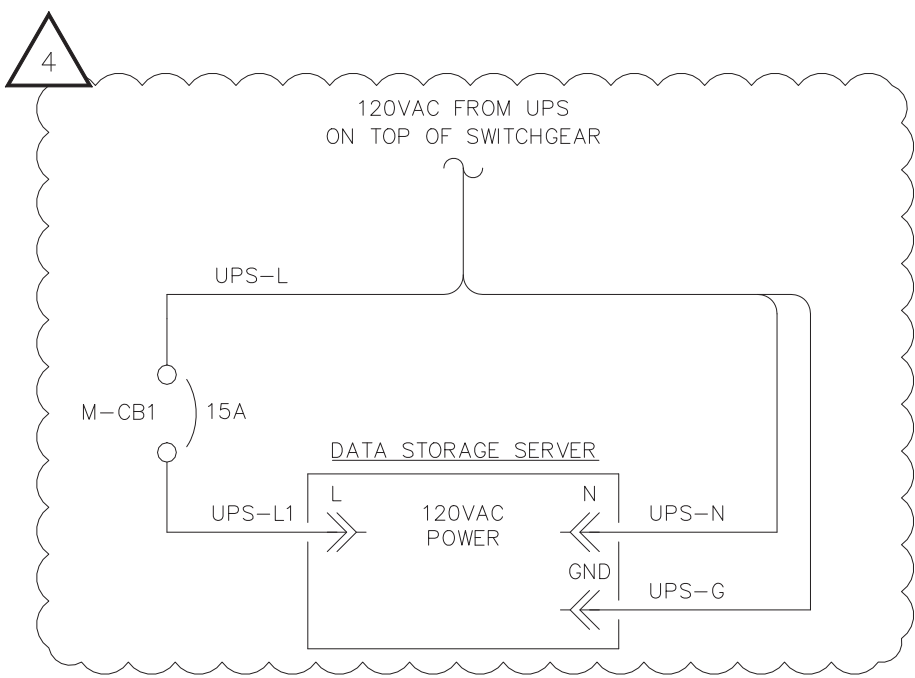 4
120VAC FROM UPS
ON TOP OF SWITCHGEAR
UPS-L
M-CB1
15A
DATA STORAGE SERVER
L
N
UPS-L1
120VAC
POWER
UPS-N
GND
UPS-G